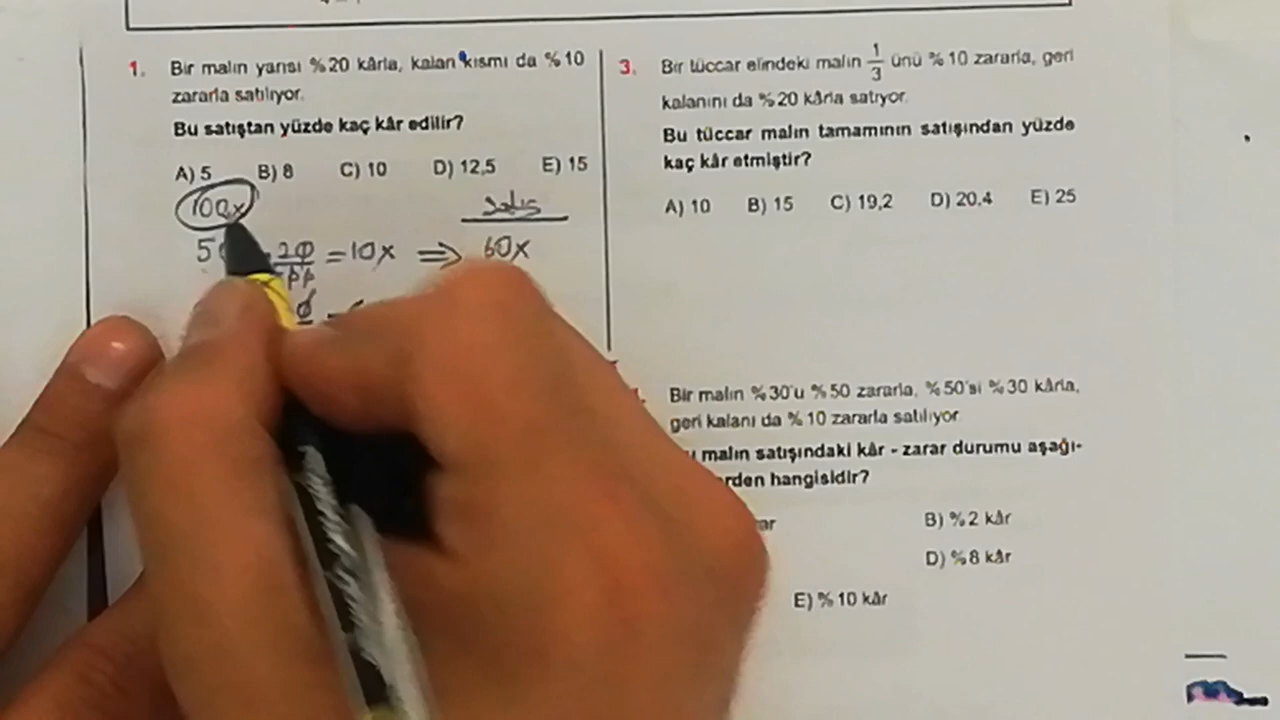 1. Bir malın yarısı %20 kârla, kalan kısmı da %10
zararla satılıyor.
Bu satıştan yüzde kaç kâr edilir?
A) 5 B) 8 C) 10 D) 12,5 E) 15
100x satış
20 = 10x ⇒ 60x
3. Bir tüccar elindeki malın 1/3 ünü %10 zararla, geri
kalanını da %20 kârla satıyor.
Bu tüccar malın tamamının satışından yüzde
kaç kâr etmiştir?
A) 10 B) 15 C) 19,2 D) 20,4 E) 25
Bir malın %30'u %50 zararla, %50'si %30 kârla,
geri kalanı da %10 zararla satılıyor.
malın satışındaki kâr - zarar durumu aşağı-
hangisidir?
B) %2 kâr
D) %8 kâr
E) %10 kâr